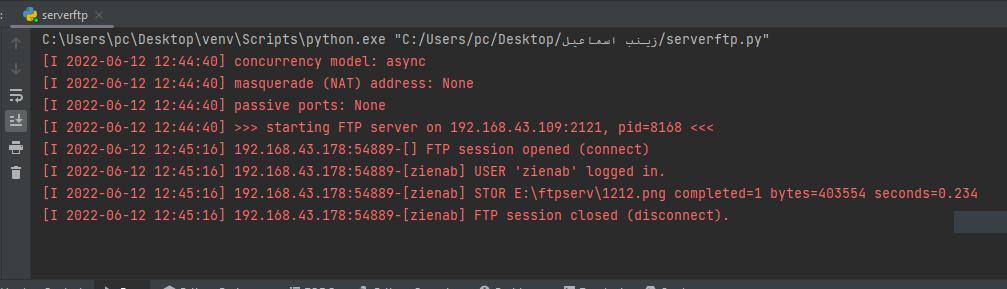 serverftp
C:\Users\pc\Desktop\venv\Scripts\python.exe "C:/Users/pc/Desktop/زينب اسماعيل/serverftp.py"
[I 2022-06-12 12:44:40] concurrency model: async
[I 2022-06-12 12:44:40] masquerade (NAT) address: None
[I 2022-06-12 12:44:40] passive ports: None
[I 2022-06-12 12:44:40] >>> starting FTP server on 192.168.43.109:2121, pid=8168 <<<
[I 2022-06-12 12:45:16] 192.168.43.178:54889-[] FTP session opened (connect)
[I 2022-06-12 12:45:16] 192.168.43.178:54889-[zienab] USER 'zienab' logged in.
[I 2022-06-12 12:45:16] 192.168.43.178:54889-[zienab] STOR E:\ftpserv\1212.png completed=1 bytes=403554 seconds=0.234
[I 2022-06-12 12:45:16] 192.168.43.178:54889-[zienab] FTP session closed (disconnect).